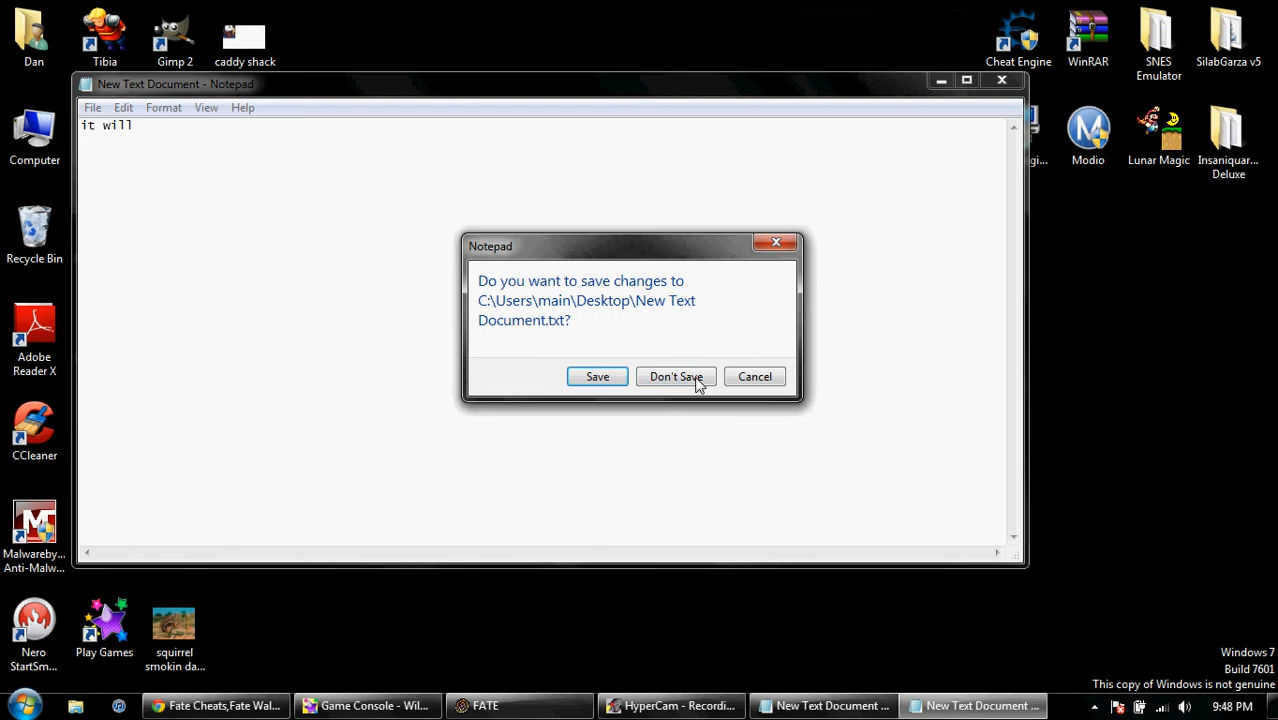 Dan
Tibia
Gimp 2
caddy shack
Cheat Engine
WinRAR
SNES
Emulator
SilabGarza v5
New Text Document - Notepad
File Edit Format View Help
it will
Computer
Modio
Lunar Magic
Insaniquar...
Deluxe
Recycle Bin
Notepad
Do you want to save changes to
C:\Users\main\Desktop\New Text
Document.txt?
Save
Don't Save
Cancel
Adobe
Reader X
CCleaner
Malwareby...
Anti-Malw...
Nero
StartSm...
Play Games
squirrel
smokin da...
Windows 7
Build 7601
This copy of Windows is not genuine
Fate Cheats,Fate Wal...
Game Console - Wil...
FATE
HyperCam - Recordi...
New Text Document ...
New Text Document ...
9:48 PM